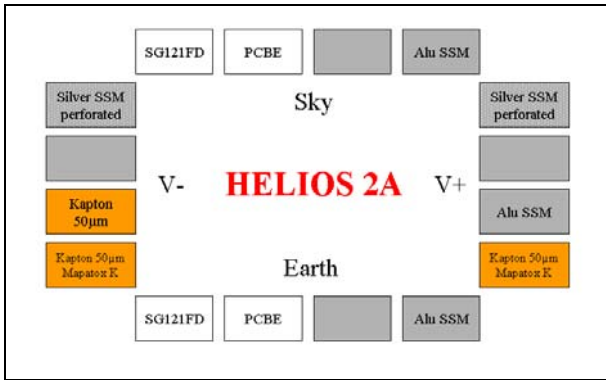 SG121FD
PCBE
Alu SSM
Silver SSM
perforated
Sky
Silver SSM
perforated
V-
HELIOS 2A
V+
Kapton
50µm
Alu SSM
Kapton 50µm
Mapatox K
Earth
Kapton 50µm
Mapatox K
SG121FD
PCBE
Alu SSM